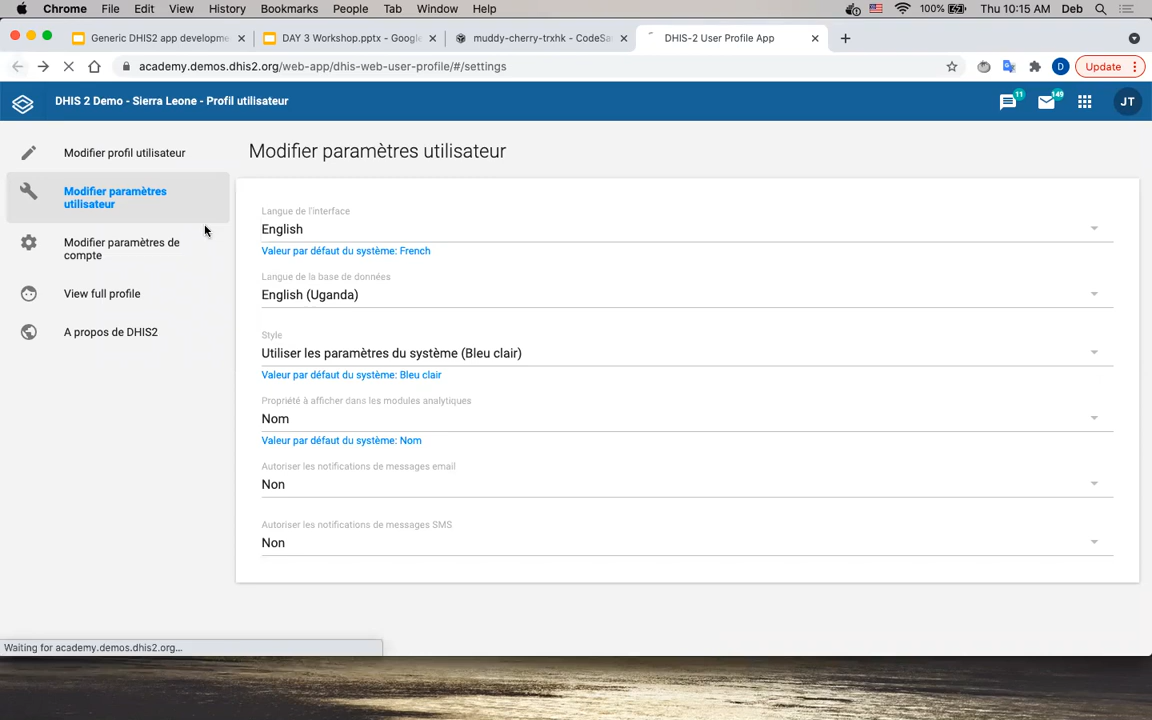 Chrome File Edit View History Bookmarks People Tab Window Help 100% Thu 10:15 AM Deb
Generic DHIS2 app developme DAY 3 Workshop.pptx - Google muddy-cherry-trxhk - CodeSa DHIS-2 User Profile App
academy.demos.dhis2.org/web-app/dhis-web-user-profile/#/settings D Update
DHIS 2 Demo - Sierra Leone - Profil utilisateur 11 149 JT
Modifier profil utilisateur
Modifier paramètres
utilisateur
Modifier paramètres de
compte
View full profile
A propos de DHIS2
Modifier paramètres utilisateur
Langue de l'interface
English
Valeur par défaut du système: French
Langue de la base de données
English (Uganda)
Style
Utiliser les paramètres du système (Bleu clair)
Valeur par défaut du système: Bleu clair
Propriété à afficher dans les modules analytiques
Nom
Valeur par défaut du système: Nom
Autoriser les notifications de messages email
Non
Autoriser les notifications de messages SMS
Non
Waiting for academy.demos.dhis2.org...